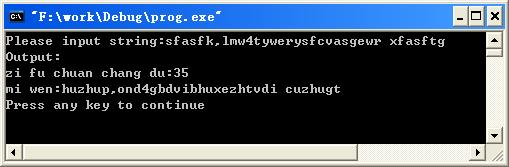 "F:\work\Debug\prog.exe"
Please input string:sfasfk,lmw4tywerysfcvasgewr xfasftg
Output:
zi fu chuan chang du:35
mi wen:huzhup,ond4gbdvibhuxezhtvdi cuzhugt
Press any key to continue